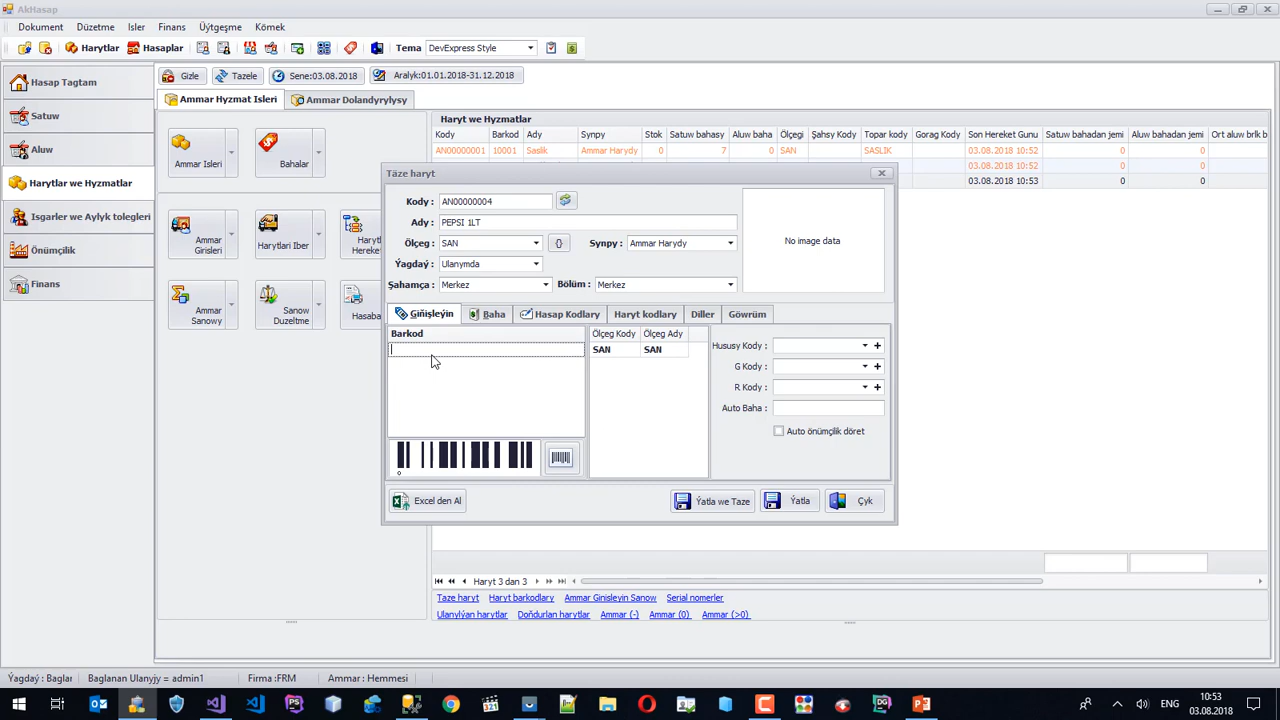 AkHasap
Dokument Düzetme Isler Finans Üýtgeşme Kömek
Harytlar Hasaplar Tema DevExpress Style
Gizle Tazele Sene:03.08.2018 Aralyk:01.01.2018-31.12.2018
Hasap Tagtam
Satuw
Aluw
Harytlar we Hyzmatlar
Isgarler we Aylyk tolegleri
Önümçilik
Finans
Ammar Hyzmat Isleri Ammar Dolandyrylysy
Ammar Isleri Bahalar
Ammar Girisleri
Harytlari Iber
Ammar Sanowy
Sanow Duzeltme
Haryt we Hyzmatlar
Kody Barkod Ady Synpy Stok Satuw bahasy Aluw baha Ölçegi Şahsy Kody Topar kody Gorag Kody Son Hereket Gunu Satuw bahadan jemi Aluw bahadan jemi
AN00000001 10001 Saslik Ammar Harydy 0 7 0 SAN SASLIK 03.08.2018 10:52 0 0
03.08.2018 10:52 0 0
03.08.2018 10:53 0 0
Täze haryt
Kody : AN00000004
Ady : PEPSI 1LT
Ölçeg : SAN {} Synpy : Ammar Harydy
Ýagdaý : Ulanymda
Şahamça : Merkez Bölüm : Merkez
No image data
Giňişleýin Baha Hasap Kodlary Haryt kodlary Diller Gowrüm
Barkod
Ölçeg Kody Ölçeg Ady
SAN SAN
Hususy Kody :
G Kody :
R Kody :
Auto Baha :
Auto önümçilik döret
Excel den Al Ýatla we Taze Ýatla Çyk
Haryt 3 dan 3
Taze haryt Haryt barkodlary Ammar Ginisleyin Sanow Serial nomerler
Ulanylýan harytlar Doňdurlan harytlar Ammar (-) Ammar (0) Ammar (>0)
Ýagdaý : Baglar Baglanan Ulanyjy = admin1 Firma :FRM Ammar : Hemmesi
ENG 10:53
03.08.2018